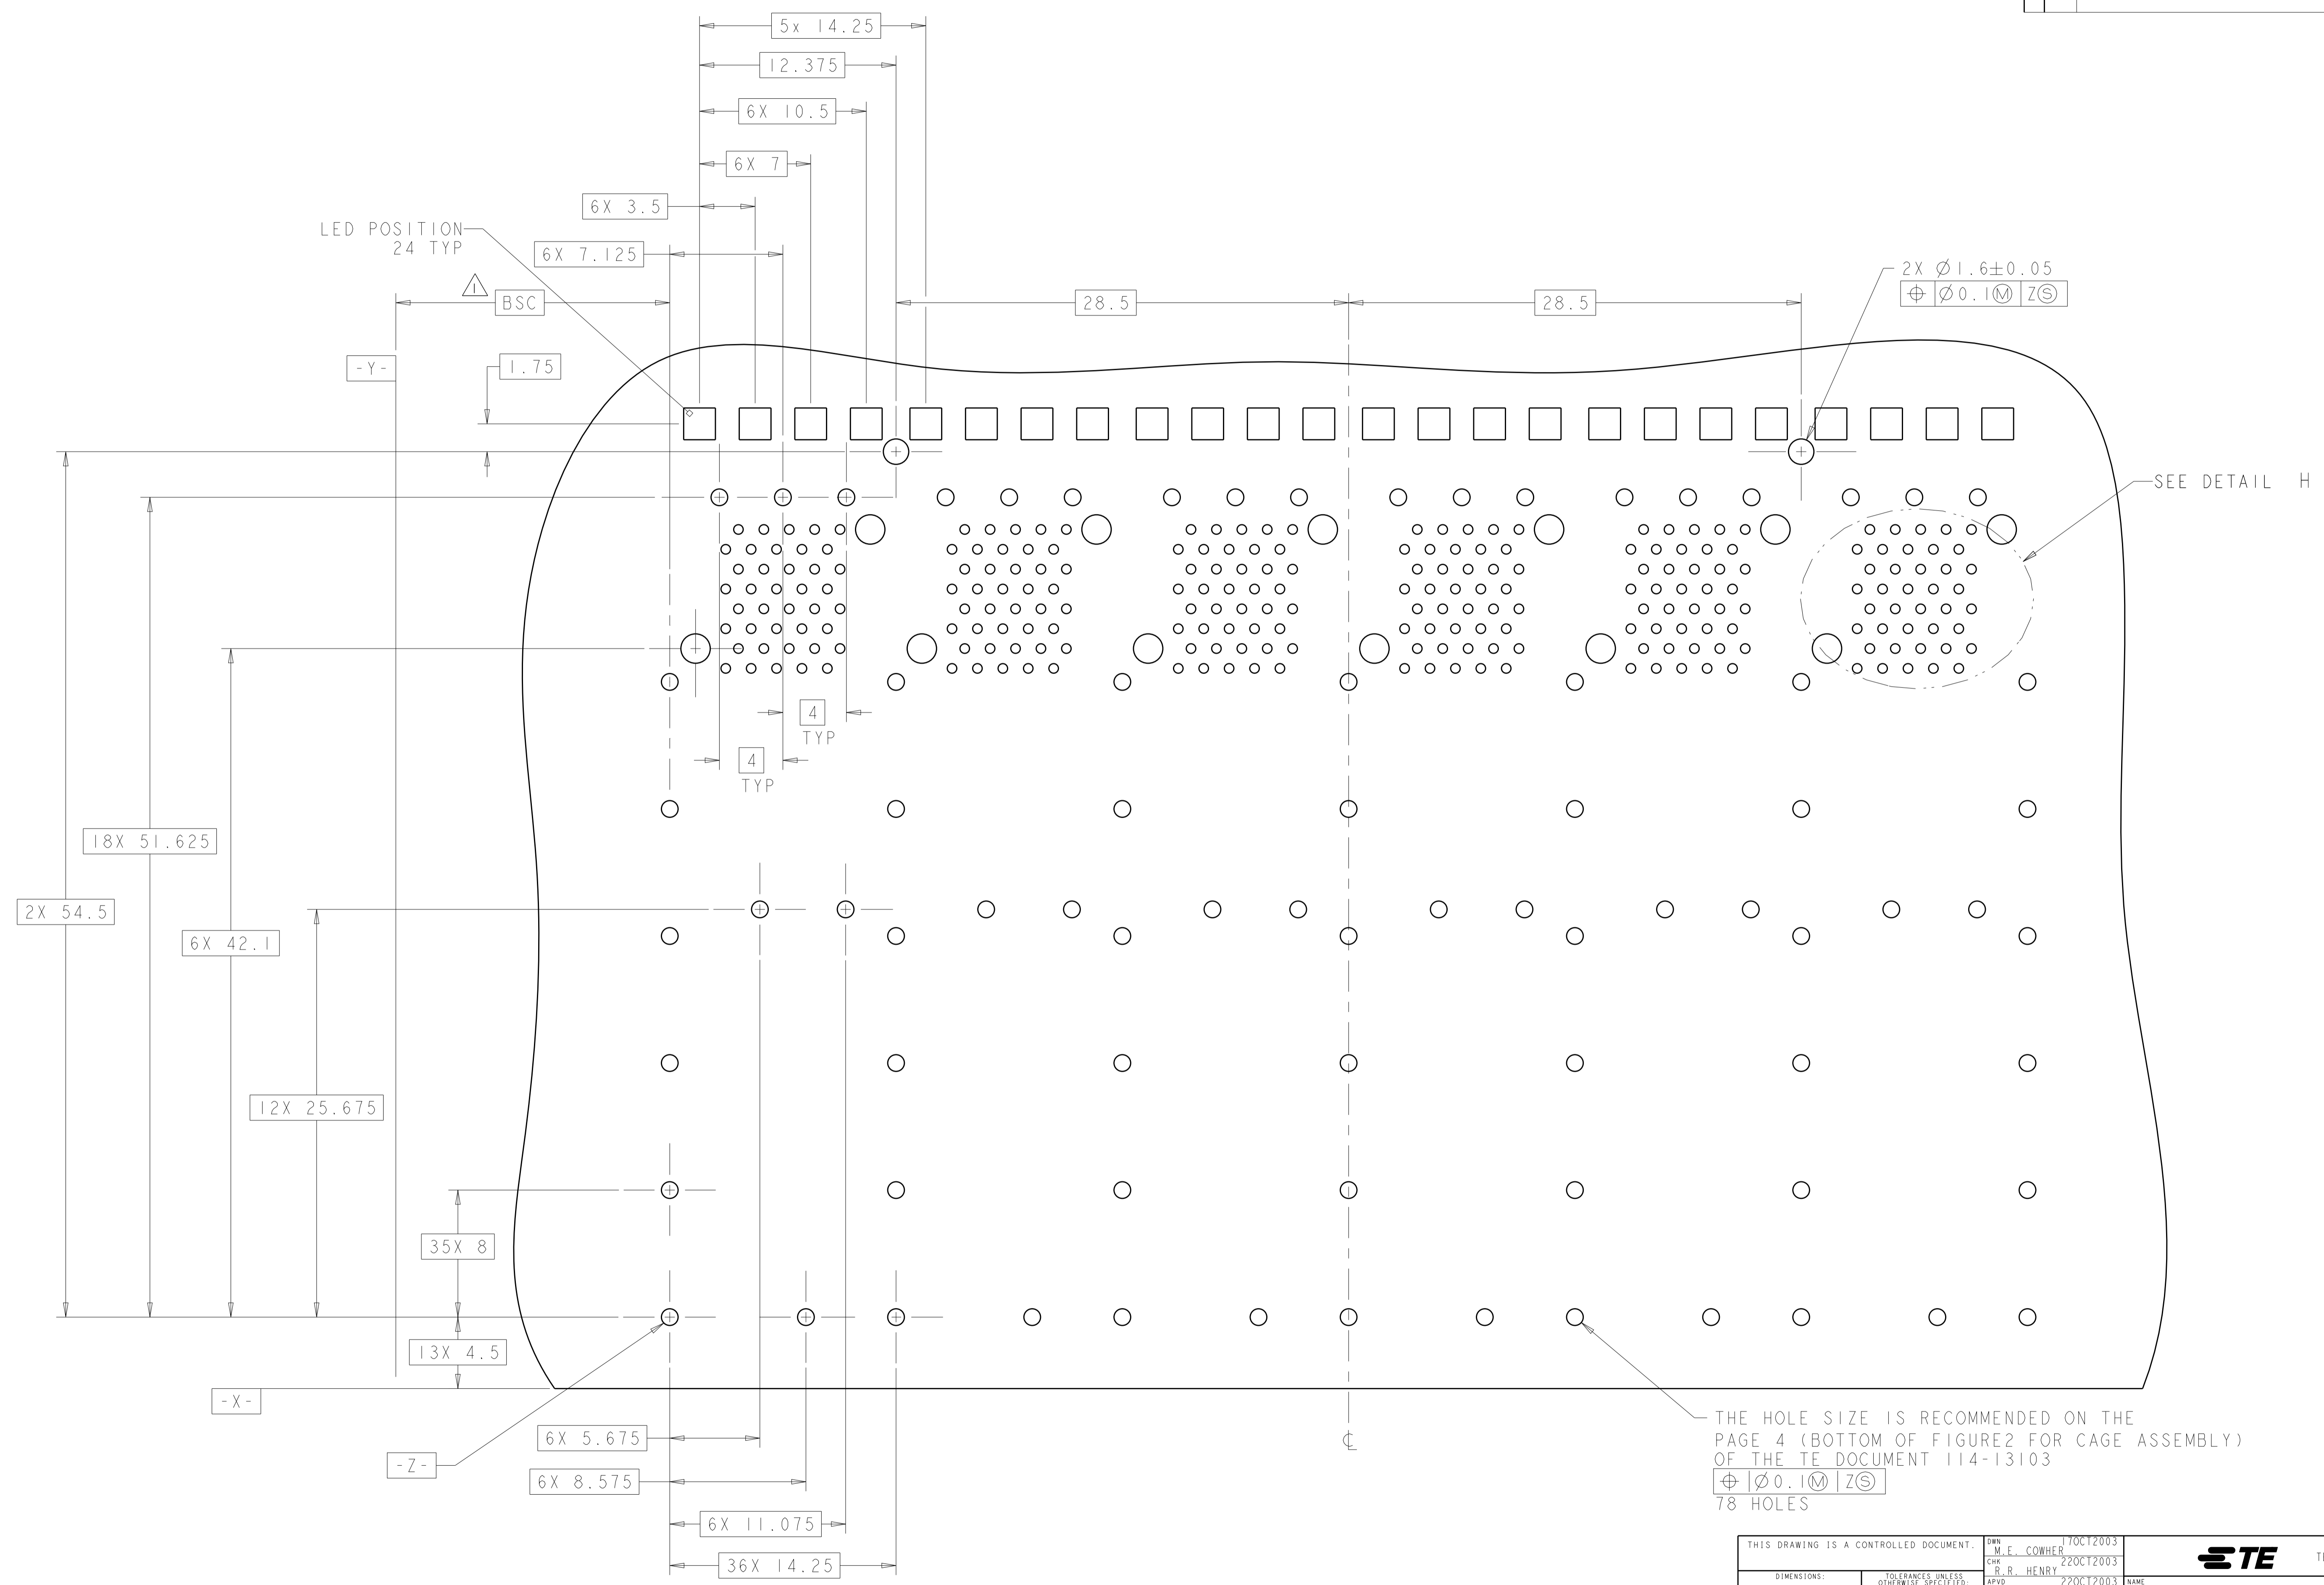 5x 14.25
12.375
6X 10.5
6X 7
6X 3.5
LED POSITION
24 TYP
6X 7.125
1
BSC
28.5
28.5
2X Ø1.6±0.05
⌖ Ø0.1Ⓜ ZⓈ
-Y-
1.75
SEE DETAIL H
4
TYP
4
TYP
18X 51.625
2X 54.5
6X 42.1
12X 25.675
35X 8
13X 4.5
-X-
-Z-
6X 5.675
6X 8.575
6X 11.075
36X 14.25
℄
THE HOLE SIZE IS RECOMMENDED ON THE
PAGE 4 (BOTTOM OF FIGURE2 FOR CAGE ASSEMBLY)
OF THE TE DOCUMENT 114-13103
⌖ Ø0.1Ⓜ ZⓈ
78 HOLES
THIS DRAWING IS A CONTROLLED DOCUMENT.
DWN 17OCT2003
M.E. COWHER
CHK 22OCT2003
R.R. HENRY
APVD 22OCT2003
DIMENSIONS:
TOLERANCES UNLESS
OTHERWISE SPECIFIED:
TE
NAME